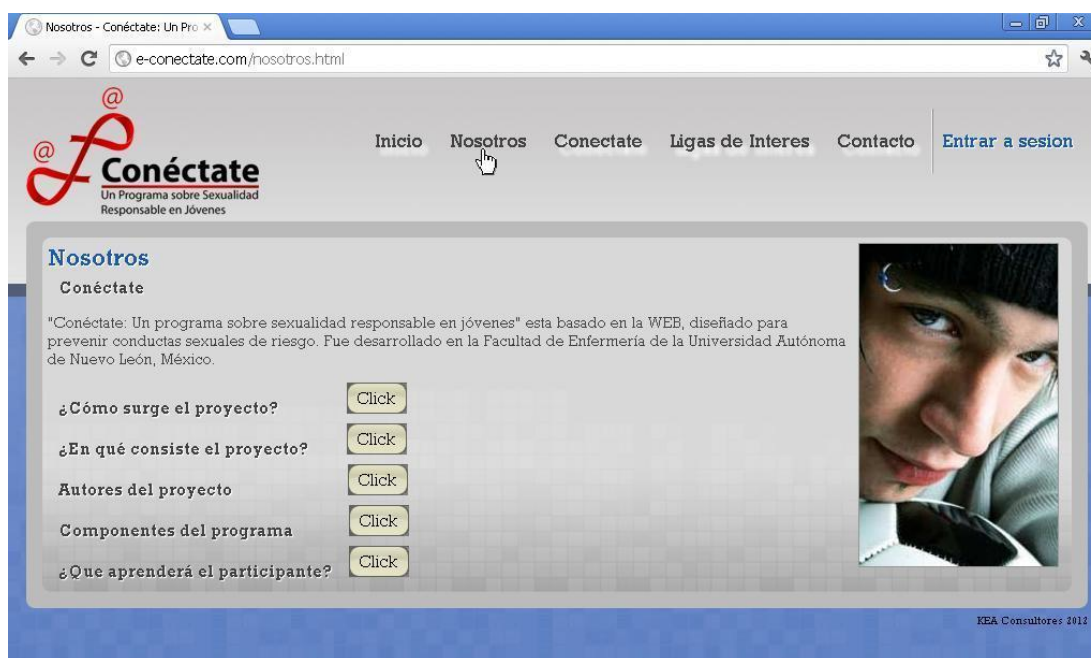 Nosotros - Conéctate: Un Pro
e-conectate.com/nosotros.html
@
@
Conéctate
Un Programa sobre Sexualidad
Responsable en Jóvenes
Inicio Nosotros Conectate Ligas de Interes Contacto Entrar a sesion
Nosotros
Conéctate
"Conéctate: Un programa sobre sexualidad responsable en jóvenes" esta basado en la WEB, diseñado para
prevenir conductas sexuales de riesgo. Fue desarrollado en la Facultad de Enfermería de la Universidad Autónoma
de Nuevo León, México.
¿Cómo surge el proyecto? Click
¿En qué consiste el proyecto? Click
Autores del proyecto Click
Componentes del programa Click
¿Que aprenderá el participante? Click
KEA Consultores 2012